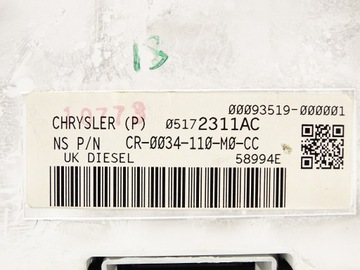 13
00093519-000001
10778
CHRYSLER (P) 05172311AC
NS P/N CR-0034-110-M0-CC
UK DIESEL 58994E